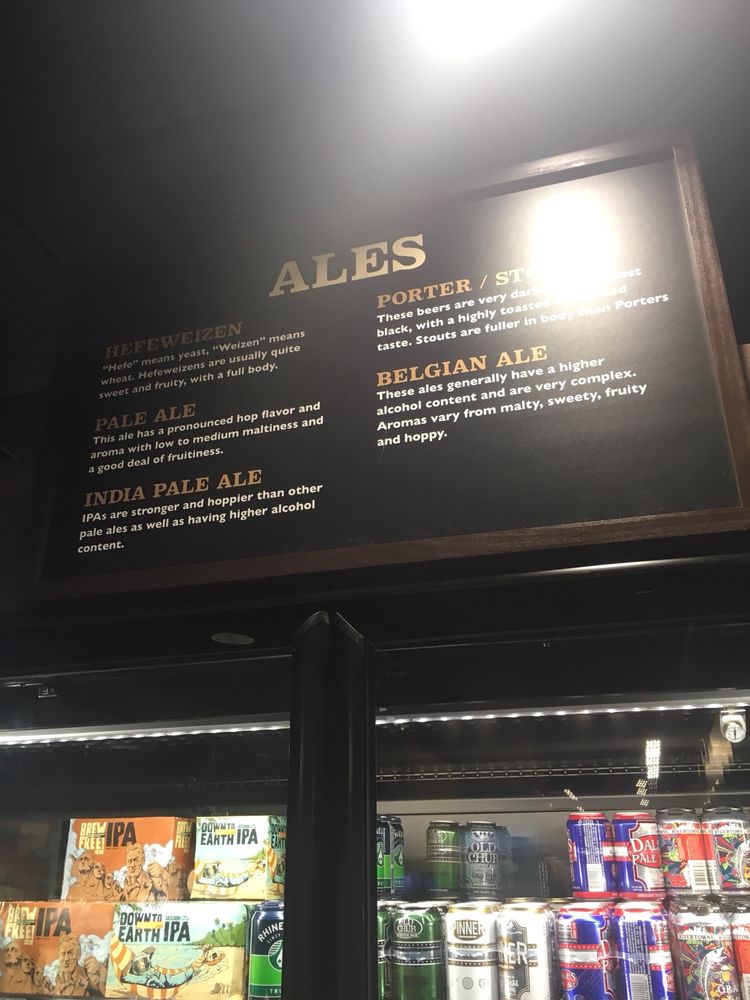 ALES
HEFEWEIZEN
"Hefe" means yeast, "Weizen" means
wheat. Hefeweizens are usually quite
sweet and fruity, with a full body.
PALE ALE
This ale has a pronounced hop flavor and
aroma with low to medium maltiness and
a good deal of fruitiness.
INDIA PALE ALE
IPAs are stronger and hoppier than other
pale ales as well as having higher alcohol
content.
PORTER /
These beers are very
black, with a highly toasted
taste. Stouts are fuller in body than Porters
BELGIAN ALE
These ales generally have a higher
alcohol content and are very complex.
Aromas vary from malty, sweety, fruity
and hoppy.
BREW IPA
FREE!
DOWN TO SESSION
EARTH IPA
OLD
CHUB
PALE
BREW IPA
FREE!
DOWN TO SESSION
EARTH IPA
CHUB
PINNER